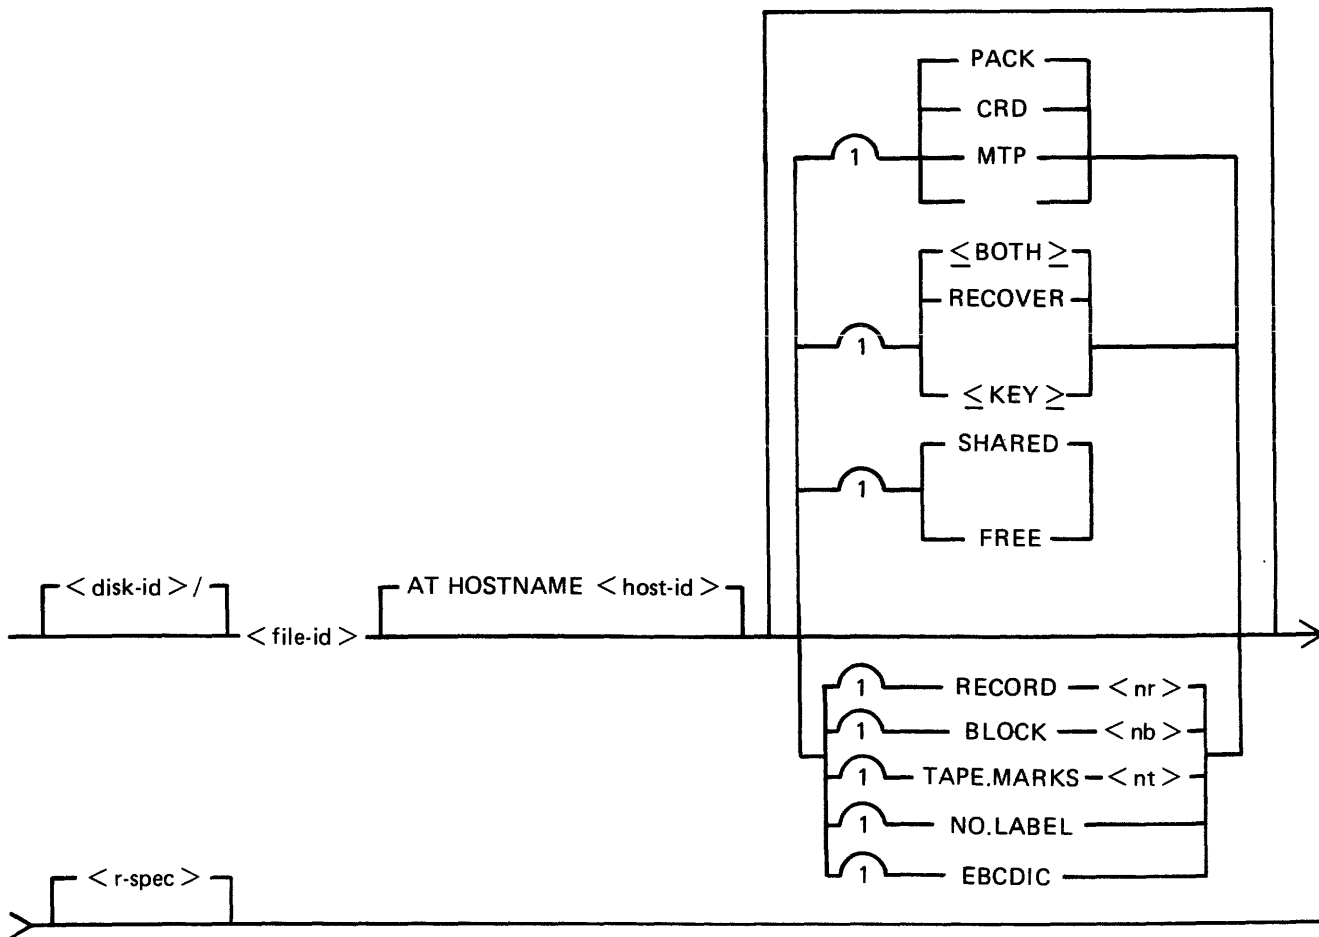 PACK
CRD
1 MTP
≤BOTH≥
RECOVER
1
≤KEY≥
SHARED
1
FREE
<disk-id>/ AT HOSTNAME <host-id>
<file-id>
1 RECORD <nr>
1 BLOCK <nb>
1 TAPE.MARKS <nt>
1 NO.LABEL
1 EBCDIC
<r-spec>